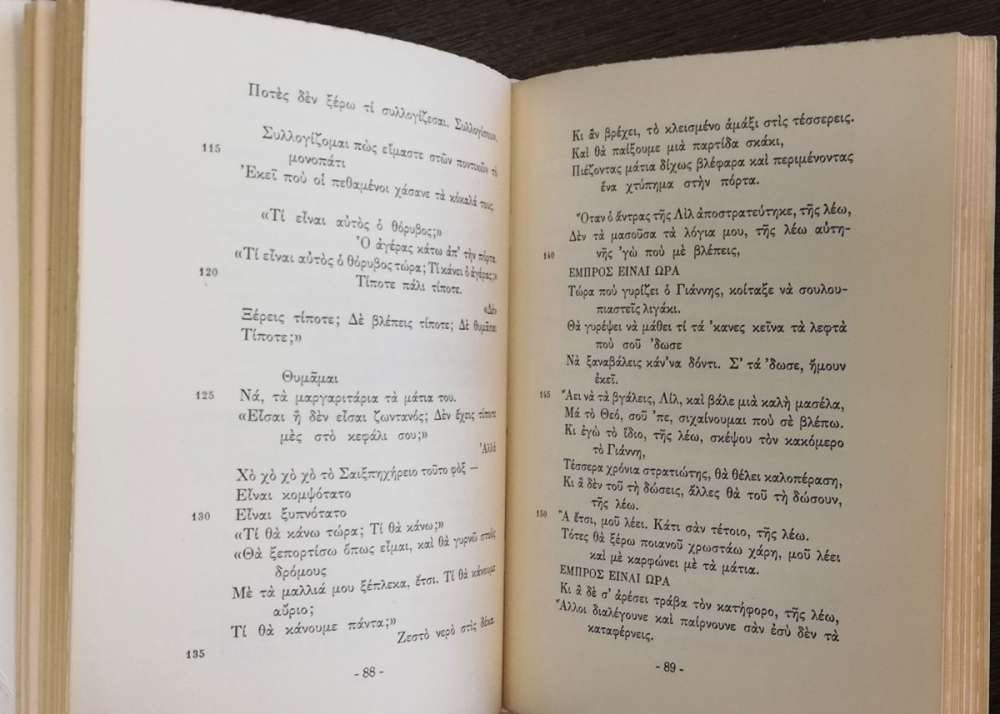 Ποτὲς δὲν ξέρω τί συλλογίζεσαι. Συλλογίσου».
Συλλογίζομαι πὼς εἴμαστε στῶν ποντικῶν τὸ
115
μονοπάτι
Ἐκεῖ ποὺ οἱ πεθαμένοι χάσανε τὰ κόκαλά τους.
«Τί εἶναι αὐτὸς ὁ θόρυβος;»
Ὁ ἀγέρας κάτω ἀπ' τὴν πόρτα.
«Τί εἶναι αὐτὸς ὁ θόρυβος τώρα; Τί κάνει ὁ ἀγέρας;»
120
Τίποτε πάλι τίποτε.
«Δὲ
Ξέρεις τίποτε; Δὲ βλέπεις τίποτε; Δὲ θυμᾶσαι
Τίποτε;»
Θυμᾶμαι
125 Νά, τὰ μαργαριτάρια τὰ μάτια του.
«Εἶσαι ἢ δὲν εἶσαι ζωντανός; Δὲν ἔχεις τίποτε
μὲς στὸ κεφάλι σου;»
Ἀλλὰ
Χὸ χὸ χὸ χὸ τὸ Σαιξπηχήρειο τοῦτο φὸξ —
Εἶναι κομψότατο
130 Εἶναι ξυπνότατο
«Τί θὰ κάνω τώρα; Τί θὰ κάνω;»
«Θὰ ξεπορτίσω ὅπως εἶμαι, καὶ θὰ γυρνῶ στοὺς
δρόμους
Μὲ τὰ μαλλιά μου ξέπλεκα, ἔτσι. Τί θὰ κάνουμε
αὔριο;
Τί θὰ κάνουμε πάντα;»
Ζεστὸ νερὸ στὶς δέκα.
135
- 88 -
Κι ἂν βρέχει, τὸ κλεισμένο ἁμάξι στὶς τέσσερεις.
Καὶ θὰ παίξουμε μιὰ παρτίδα σκάκι,
Πιέζοντας μάτια δίχως βλέφαρα καὶ περιμένοντας
ἕνα χτύπημα στὴν πόρτα.
Ὅταν ὁ ἄντρας τῆς Λὶλ ἀποστρατεύτηκε, τῆς λέω,
Δὲν τὰ μασοῦσα τὰ λόγια μου, τῆς λέω αὐτη-
140
νῆς 'γὼ ποὺ μὲ βλέπεις,
ΕΜΠΡΟΣ ΕΙΝΑΙ ΩΡΑ
Τώρα ποὺ γυρίζει ὁ Γιάννης, κοίταξε νὰ σουλου-
πιαστεῖς λιγάκι.
Θὰ γυρέψει νὰ μάθει τί τά 'κανες κεῖνα τὰ λεφτὰ
ποὺ σοῦ 'δωσε
Νὰ ξαναβάλεις κάν'να δόντι. Σ' τά 'δωσε, ἤμουν
ἐκεῖ.
145 Ἄει νὰ τὰ βγάλεις, Λίλ, καὶ βάλε μιὰ καλὴ μασέλα,
Μά τὸ Θεό, σοῦ 'πε, σιχαίνουμαι ποὺ σὲ βλέπω.
Κι ἐγὼ τὸ ἴδιο, τῆς λέω, σκέψου τὸν κακόμερο
τὸ Γιάννη,
Τέσσερα χρόνια στρατιώτης, θὰ θέλει καλοπέραση,
Κι ἂ δὲν τοῦ τὴ δώσεις, ἄλλες θὰ τοῦ τὴ δώσουν,
τῆς λέω.
150 Ἂ ἔτσι, μοῦ λέει. Κάτι σὰν τέτοιο, τῆς λέω.
Τότες θὰ ξέρω ποιανοῦ χρωστάω χάρη, μοῦ λέει
καὶ μὲ καρφώνει μὲ τὰ μάτια.
ΕΜΠΡΟΣ ΕΙΝΑΙ ΩΡΑ
Κι ἂ δὲ σ' ἀρέσει τράβα τὸν κατήφορο, τῆς λέω,
Ἄλλοι διαλέγουνε καὶ παίρνουνε σὰν ἐσὺ δὲν τὰ
καταφέρνεις.
- 89 -